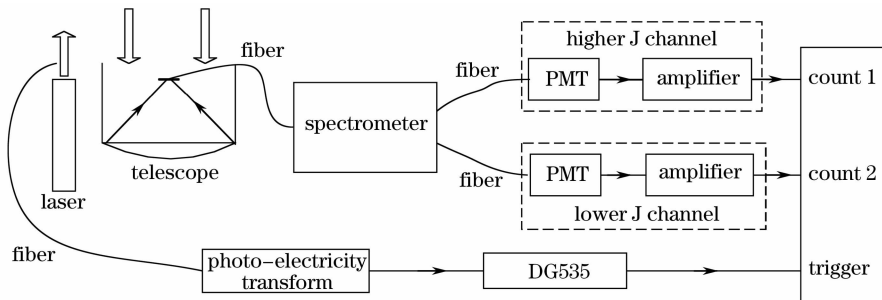 higher J channel
fiber
fiber
PMT
amplifier
count 1
spectrometer
telescope
laser
fiber
PMT
amplifier
count 2
lower J channel
fiber
photo-electricity
transform
DG535
trigger